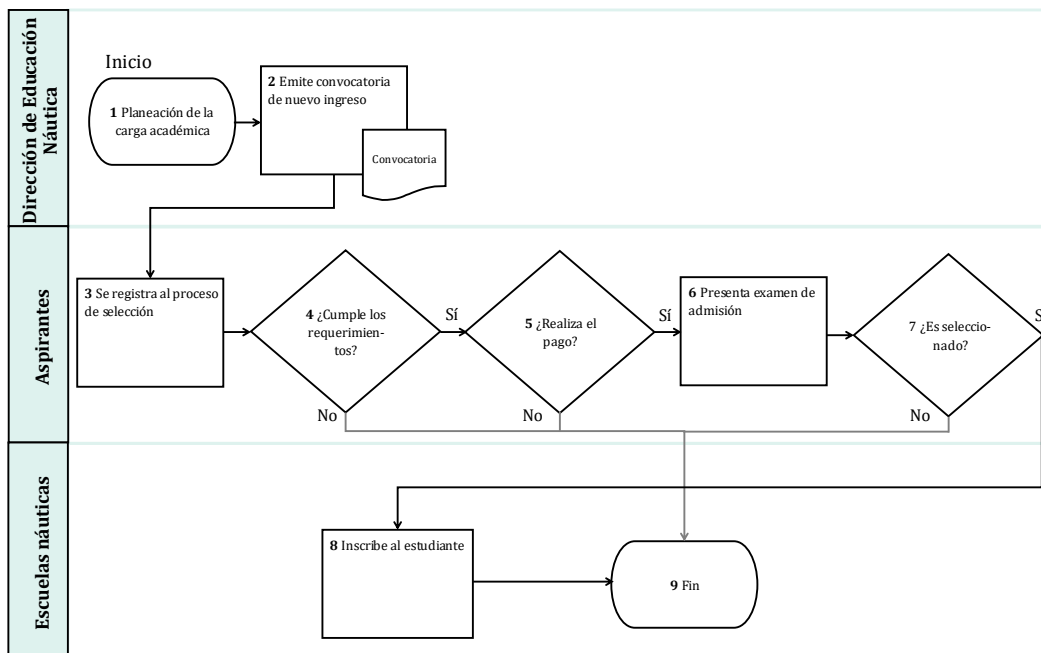 Dirección de Educación
Náutica
Inicio
1 Planeación de la
carga académica
2 Emite convocatoria
de nuevo ingreso
Convocatoria
Aspirantes
3 Se registra al proceso
de selección
4 ¿Cumple los
requerimien-
tos?
Sí
No
5 ¿Realiza el
pago?
Sí
No
6 Presenta examen de
admisión
7 ¿Es seleccio-
nado?
No
Escuelas náuticas
8 Inscribe al estudiante
9 Fin